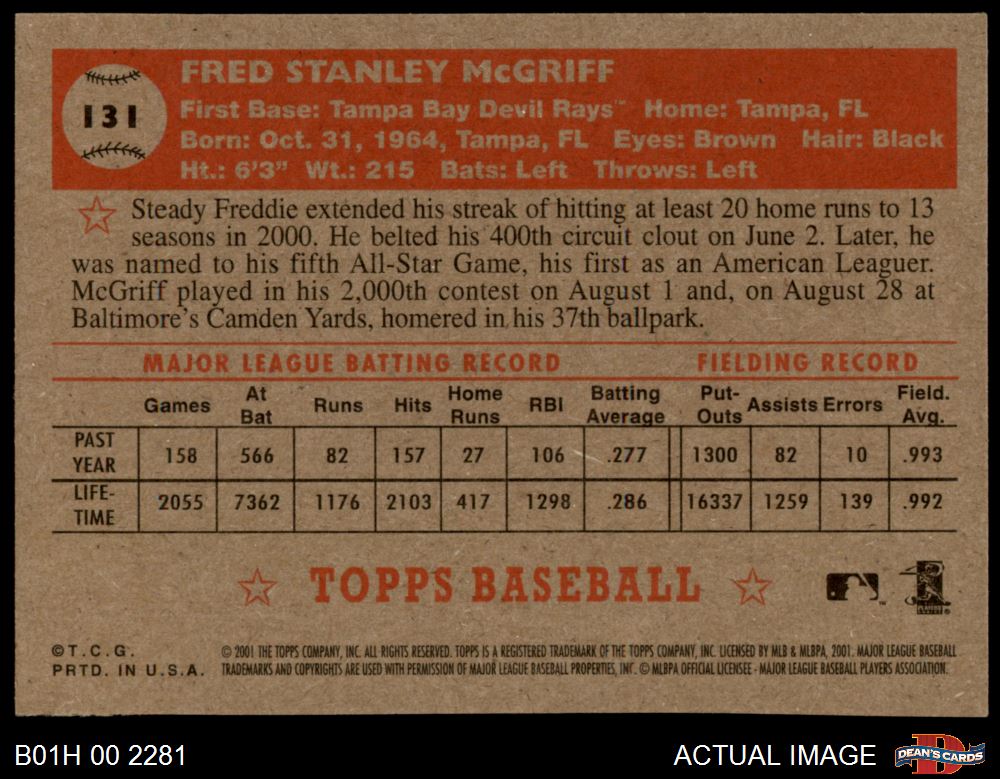 131
FRED STANLEY McGRIFF
First Base: Tampa Bay Devil Rays™ Home: Tampa, FL
Born: Oct. 31, 1964, Tampa, FL Eyes: Brown Hair: Black
Ht.: 6'3" Wt.: 215 Bats: Left Throws: Left
Steady Freddie extended his streak of hitting at least 20 home runs to 13
seasons in 2000. He belted his 400th circuit clout on June 2. Later, he
was named to his fifth All-Star Game, his first as an American Leaguer.
McGriff played in his 2,000th contest on August 1 and, on August 28 at
Baltimore's Camden Yards, homered in his 37th ballpark.
MAJOR LEAGUE BATTING RECORD FIELDING RECORD
Games At Bat Runs Hits Home Runs RBI Batting Average Put-Outs Assists Errors Field. Avg.
PAST YEAR 158 566 82 157 27 106 .277 1300 82 10 .993
LIFE-TIME 2055 7362 1176 2103 417 1298 .286 16337 1259 139 .992
TOPPS BASEBALL
©T.C.G.
PRTD. IN U.S.A.
© 2001 THE TOPPS COMPANY, INC. ALL RIGHTS RESERVED. TOPPS IS A REGISTERED TRADEMARK OF THE TOPPS COMPANY, INC. LICENSED BY MLB & MLBPA, 2001. MAJOR LEAGUE BASEBALL
TRADEMARKS AND COPYRIGHTS ARE USED WITH PERMISSION OF MAJOR LEAGUE BASEBALL PROPERTIES, INC. © MLBPA OFFICIAL LICENSEE - MAJOR LEAGUE BASEBALL PLAYERS ASSOCIATION.
B01H 00 2281
ACTUAL IMAGE
DEAN'S CARDS